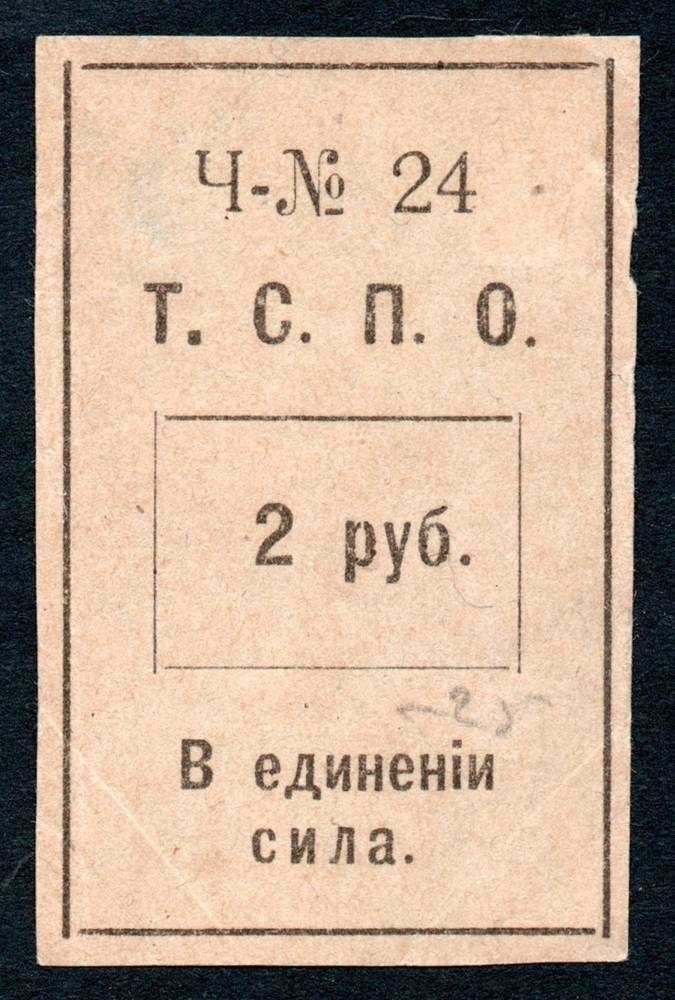 Ч-№ 24
Т. С. П. О.
2 руб.
В единеніи
сила.